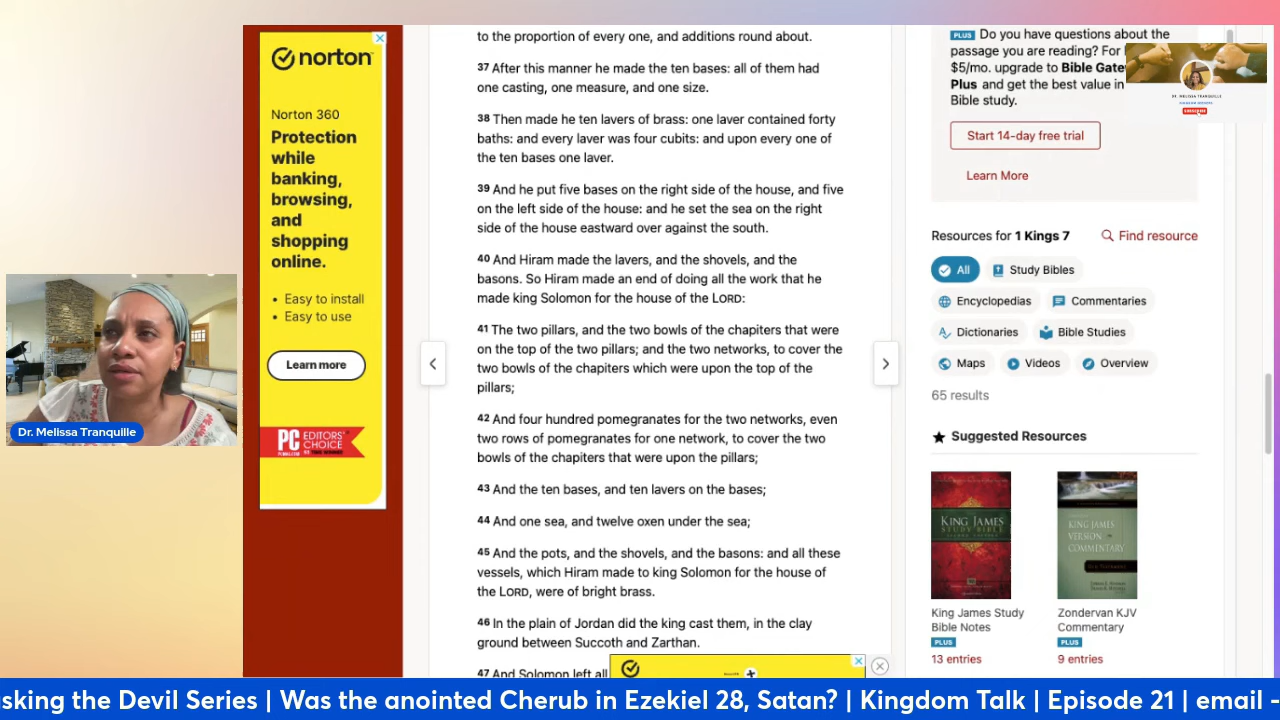 norton
Norton 360
Protection
while
banking,
browsing,
and
shopping
online.
• Easy to install
• Easy to use
Learn more
PC EDITORS'
CHOICE
Dr. Melissa Tranquille
to the proportion of every one, and additions round about.
37 After this manner he made the ten bases: all of them had
one casting, one measure, and one size.
38 Then made he ten lavers of brass: one laver contained forty
baths: and every laver was four cubits: and upon every one of
the ten bases one laver.
39 And he put five bases on the right side of the house, and five
on the left side of the house: and he set the sea on the right
side of the house eastward over against the south.
40 And Hiram made the lavers, and the shovels, and the
basons. So Hiram made an end of doing all the work that he
made king Solomon for the house of the LORD:
41 The two pillars, and the two bowls of the chapiters that were
on the top of the two pillars; and the two networks, to cover the
two bowls of the chapiters which were upon the top of the
pillars;
42 And four hundred pomegranates for the two networks, even
two rows of pomegranates for one network, to cover the two
bowls of the chapiters that were upon the pillars;
43 And the ten bases, and ten lavers on the bases;
44 And one sea, and twelve oxen under the sea;
45 And the pots, and the shovels, and the basons: and all these
vessels, which Hiram made to king Solomon for the house of
the LORD, were of bright brass.
46 In the plain of Jordan did the king cast them, in the clay
ground between Succoth and Zarthan.
47 And Solomon left all
PLUS Do you have questions about the
passage you are reading? For
$5/mo. upgrade to Bible Gate
Plus and get the best value in
Bible study.
Start 14-day free trial
Learn More
DR. MELISSA TRANQUILLE
Resources for 1 Kings 7
Find resource
All
Study Bibles
Encyclopedias
Commentaries
Dictionaries
Bible Studies
Maps
Videos
Overview
65 results
Suggested Resources
KING JAMES
STUDY BIBLE
KING JAMES
VERSION
COMMENTARY
King James Study
Bible Notes
PLUS
13 entries
Zondervan KJV
Commentary
PLUS
9 entries
asking the Devil Series | Was the anointed Cherub in Ezekiel 28, Satan? | Kingdom Talk | Episode 21 | email -